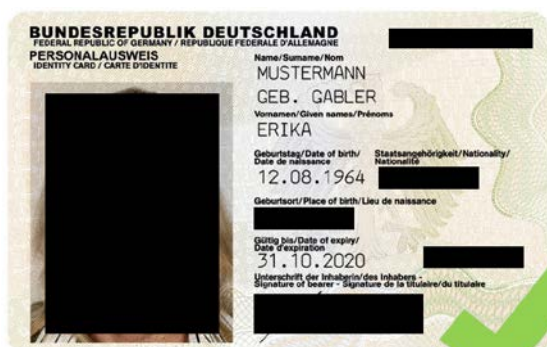 BUNDESREPUBLIK DEUTSCHLAND
FEDERAL REPUBLIC OF GERMANY / REPUBLIQUE FEDERALE D'ALLEMAGNE
PERSONALAUSWEIS
IDENTITY CARD / CARTE D'IDENTITE
Name/Surname/Nom
MUSTERMANN
GEB. GABLER
Vornamen/Given names/Prénoms
ERIKA
Geburtstag/Date of birth/
Date de naissance
Staatsangehörigkeit/Nationality/
Nationalité
12.08.1964
Geburtsort/Place of birth/Lieu de naissance
Gültig bis/Date of expiry/
Date d'expiration
31.10.2020
Unterschrift der Inhaberin/des Inhabers -
Signature of bearer - Signature de la titulaire/du titulaire